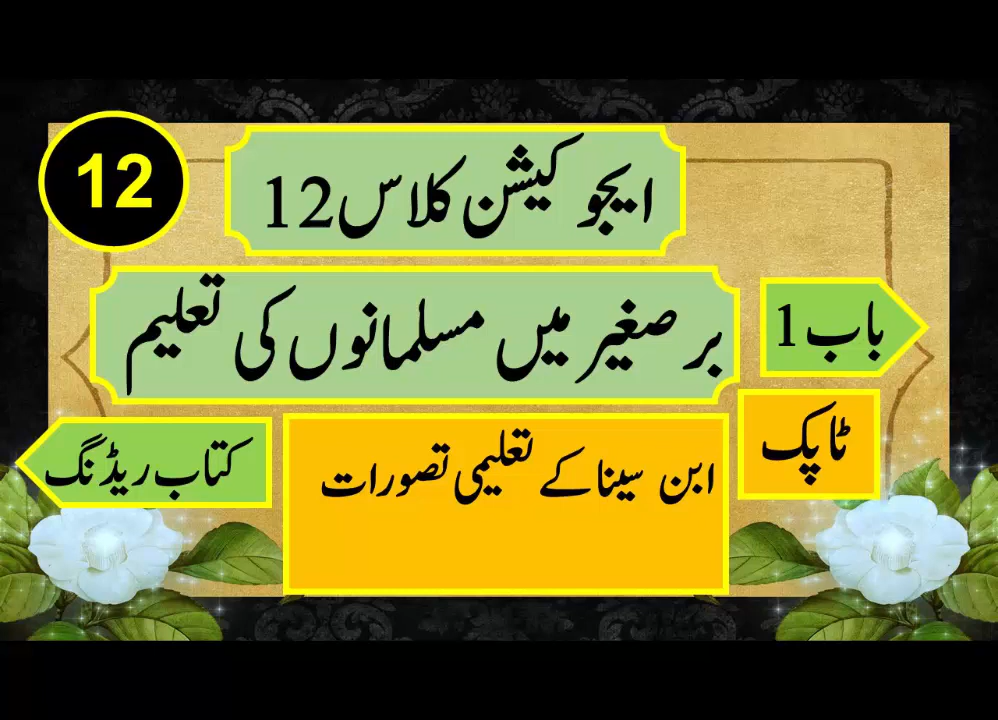 12
ایجوکیشن کلاس 12
باب 1
برصغیر میں مسلمانوں کی تعلیم
ٹاپک
ابن سینا کے تعلیمی تصورات
کتاب ریڈنگ